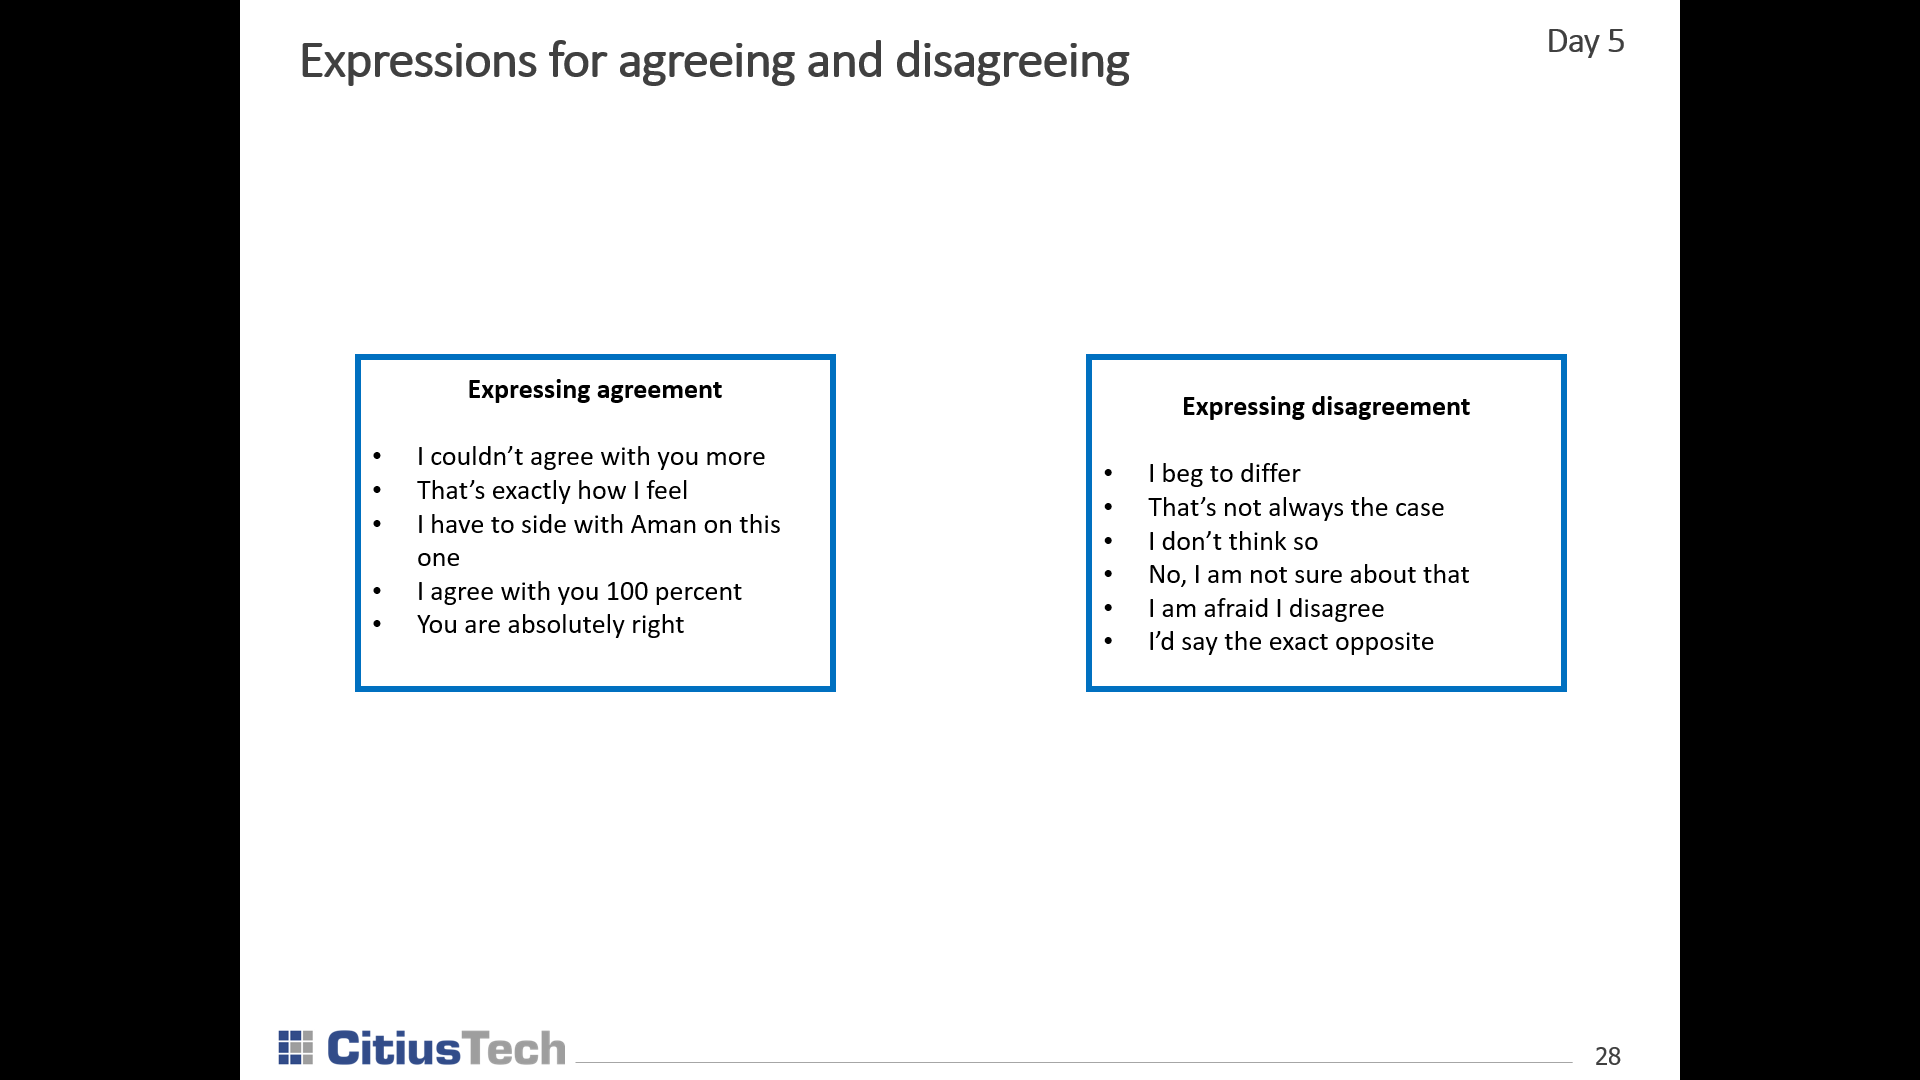 Expressions for agreeing and disagreeing
Day 5
Expressing agreement
• I couldn’t agree with you more
• That’s exactly how I feel
• I have to side with Aman on this
one
• I agree with you 100 percent
• You are absolutely right
Expressing disagreement
• I beg to differ
• That’s not always the case
• I don’t think so
• No, I am not sure about that
• I am afraid I disagree
• I’d say the exact opposite
CitiusTech
28